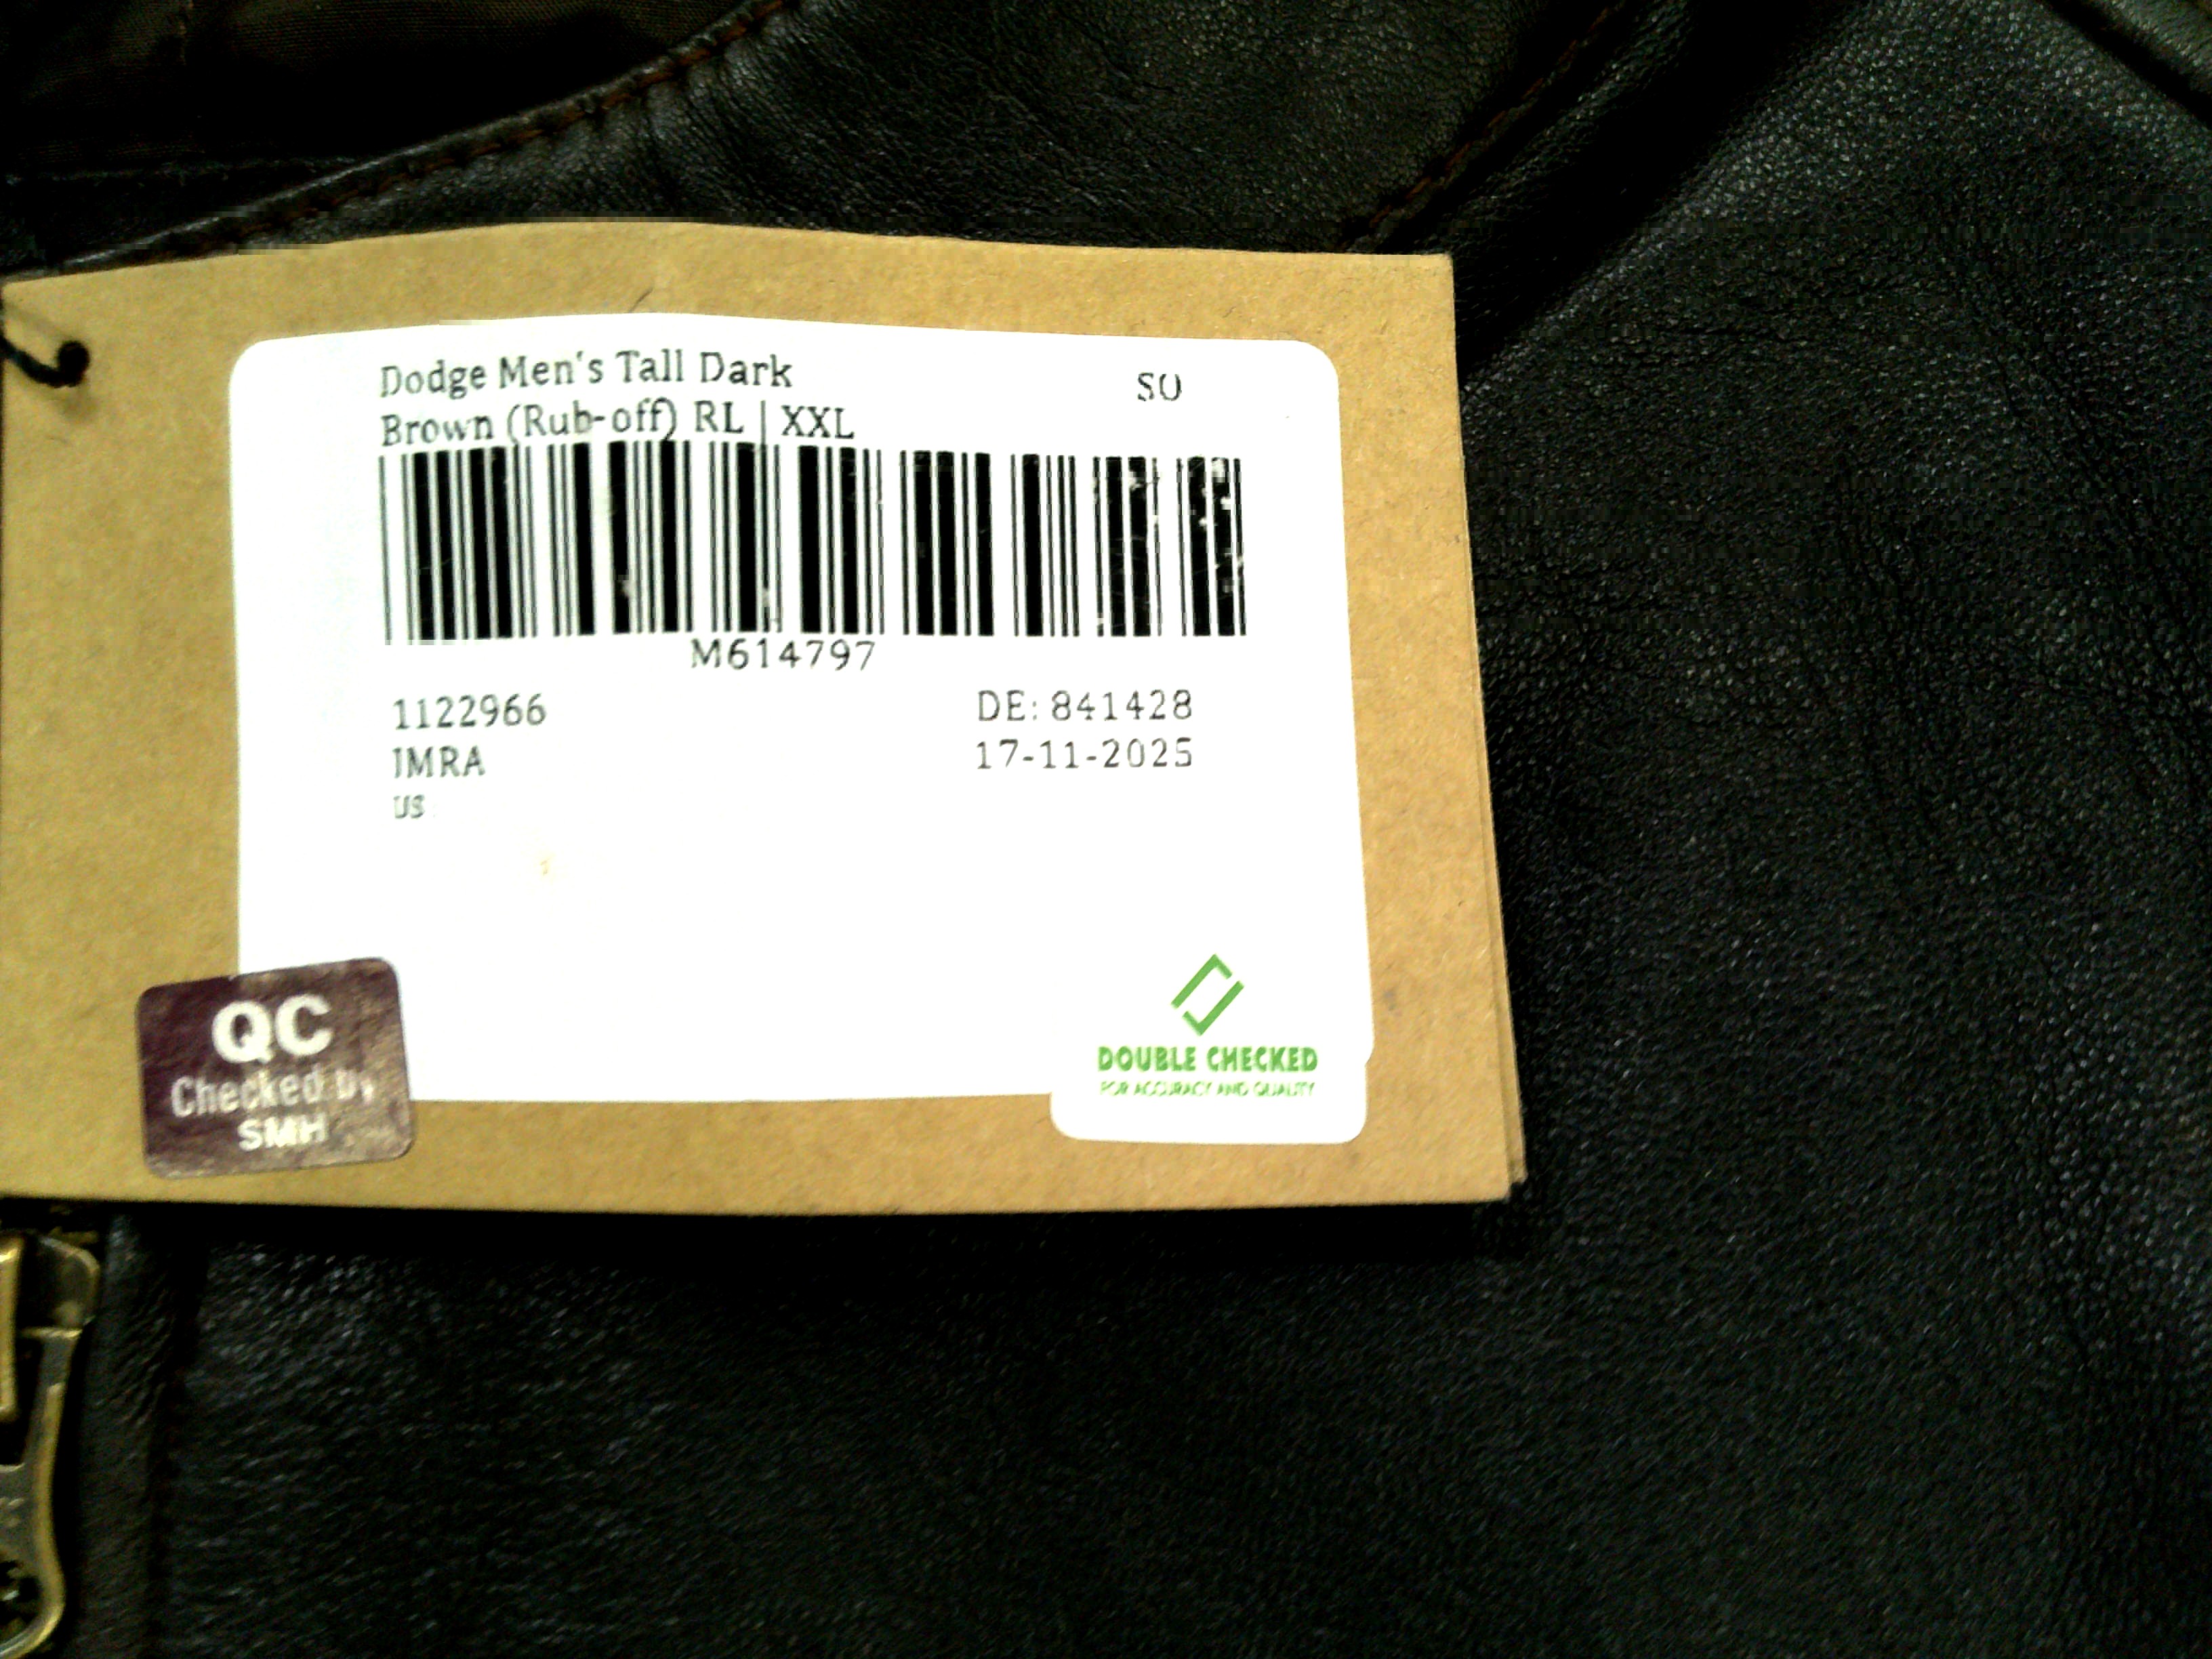 Dodge Men's Tall Dark
Brown (Rub-off) RL | XXL
SO
M614797
1122966
IMRA
US
DE: 841428
17-11-2025
QC
Checked by
SMH
DOUBLE CHECKED
FOR ACCURACY AND QUALITY